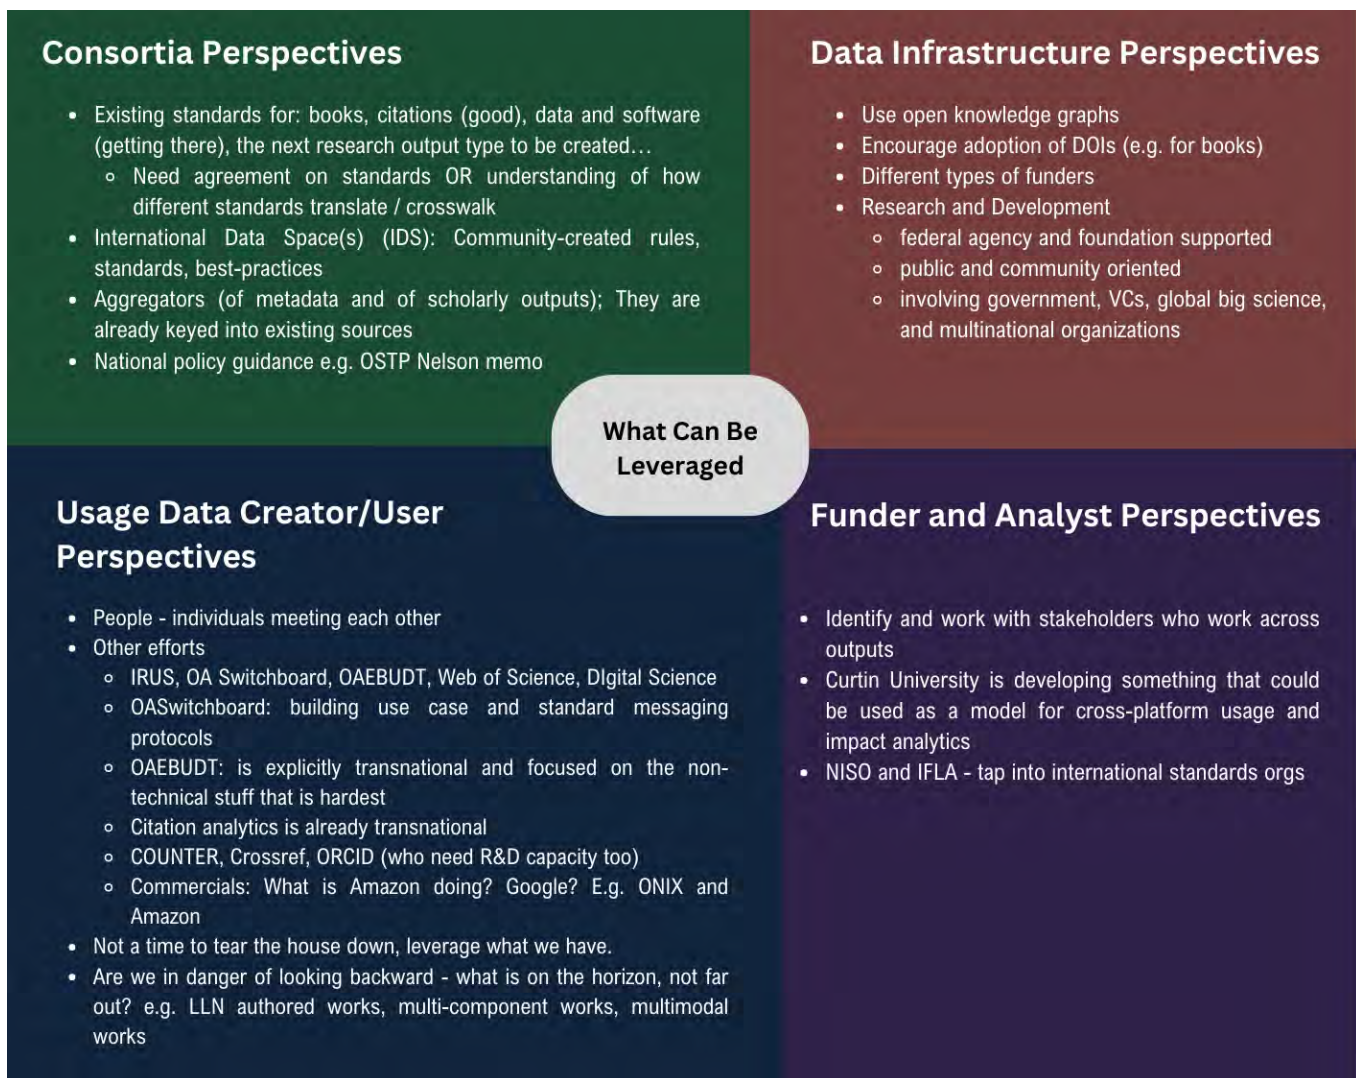 Consortia Perspectives
• Existing standards for: books, citations (good), data and software
(getting there), the next research output type to be created...
◦ Need agreement on standards OR understanding of how
different standards translate / crosswalk
• International Data Space(s) (IDS): Community-created rules,
standards, best-practices
• Aggregators (of metadata and of scholarly outputs); They are
already keyed into existing sources
• National policy guidance e.g. OSTP Nelson memo
Data Infrastructure Perspectives
• Use open knowledge graphs
• Encourage adoption of DOIs (e.g. for books)
• Different types of funders
• Research and Development
◦ federal agency and foundation supported
◦ public and community oriented
◦ involving government, VCs, global big science,
and multinational organizations
What Can Be
Leveraged
Usage Data Creator/User
Perspectives
• People - individuals meeting each other
• Other efforts
◦ IRUS, OA Switchboard, OAEBUDT, Web of Science, DIgital Science
◦ OASwitchboard: building use case and standard messaging
protocols
◦ OAEBUDT: is explicitly transnational and focused on the non-
technical stuff that is hardest
◦ Citation analytics is already transnational
◦ COUNTER, Crossref, ORCID (who need R&D capacity too)
◦ Commercials: What is Amazon doing? Google? E.g. ONIX and
Amazon
• Not a time to tear the house down, leverage what we have.
• Are we in danger of looking backward - what is on the horizon, not far
out? e.g. LLN authored works, multi-component works, multimodal
works
Funder and Analyst Perspectives
• Identify and work with stakeholders who work across
outputs
• Curtin University is developing something that could
be used as a model for cross-platform usage and
impact analytics
• NISO and IFLA - tap into international standards orgs